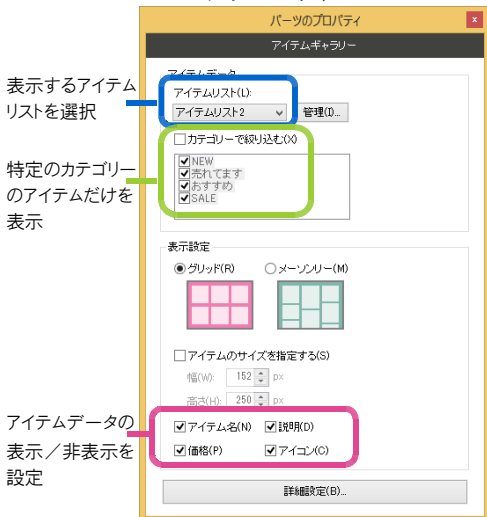 パーツのプロパティ
x
アイテムギャラリー
アイテムデータ
表示するアイテム
リストを選択
アイテムリスト(L):
アイテムリスト2
管理(I)...
特定のカテゴリー
のアイテムだけを
表示
カテゴリーで絞り込む(X)
NEW
売れてます
おすすめ
SALE
表示設定
グリッド(R)
メーソンリー(M)
アイテムのサイズを指定する(S)
幅(W): 152 px
高さ(H): 250 px
アイテムデータの
表示／非表示を
設定
アイテム名(N) 説明(D)
価格(P) アイコン(C)
詳細設定(B)...